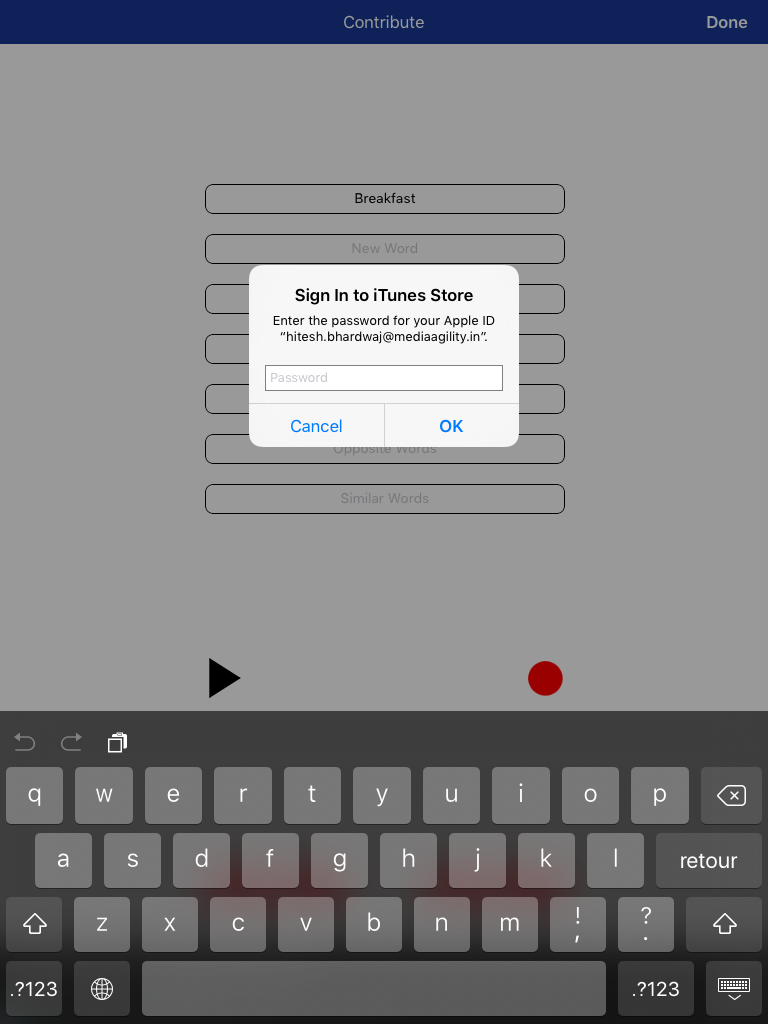 Contribute
Done
Breakfast
New Word
Sign In to iTunes Store
Enter the password for your Apple ID
“hitesh.bhardwaj@mediaagility.in”.
Password
Cancel
OK
Opposite Words
Similar Words
q w e r t y u i o p
a s d f g h j k l retour
z x c v b n m ! , ? .
.?123 .?123